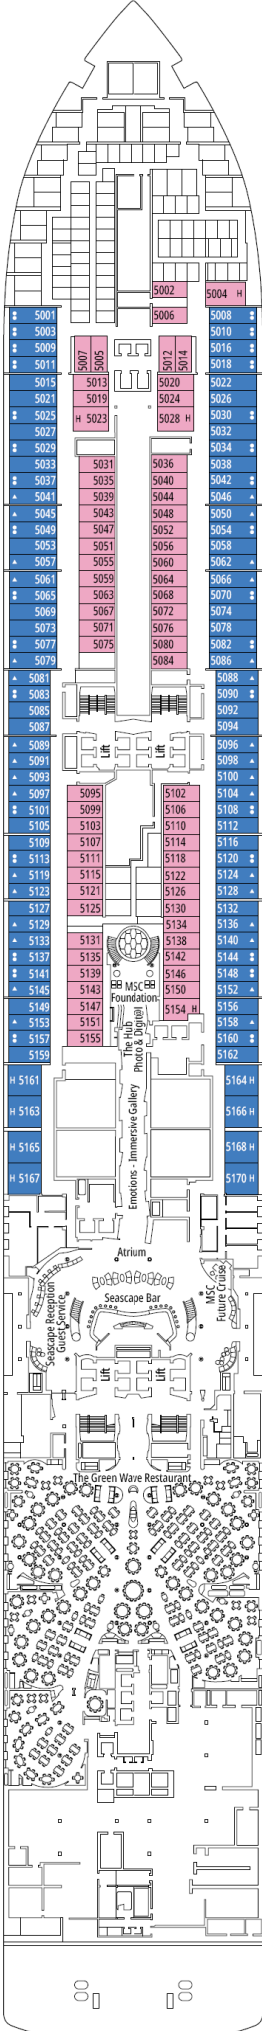 5002
5004 H
5006
5001 5008
5003 5010
5009 5016
5011 5007 5005 5012 5014 5018
5015 5013 5020 5022
5021 5019 5024 5026
5025 H 5023 5028 H 5030
5027 5032
5029 5034
5033 5031 5036 5038
5037 5035 5040 5042
5041 5039 5044 5046
5045 5043 5048 5050
5049 5047 5052 5054
5053 5051 5056 5058
5057 5055 5060 5062
5061 5059 5064 5066
5065 5063 5068 5070
5069 5067 5072 5074
5073 5071 5076 5078
5077 5075 5080 5082
5079 5084 5086
5081 5088
5083 5090
5085 5092
5087 5094
5089 Lift Lift 5096
5091 5098
5093 5100
5097 5095 5102 5104
5101 5099 5106 5108
5105 5103 5110 5112
5109 5107 5114 5116
5113 5111 5118 5120
5119 5115 5122 5124
5123 5121 5126 5128
5127 5125 5130 5132
5129 5134 5136
5133 5131 5138 5140
5137 5135 5142 5144
5141 5139 5146 5148
5145 5143 5150 5152
MSC
Foundation
5149 5147 5154 H 5156
5153 5151 5158
5157 5155 5160
5159 5162
The Hub
Photo & Digit@l
H 5161 5164 H
H 5163 5166 H
Emotions - Immersive Gallery
H 5165 5168 H
H 5167 5170 H
Atrium
Seascape Bar
Seascape Reception
Guest Service
MSC
Future Cruise
Lift Lift
The Green Wave Restaurant